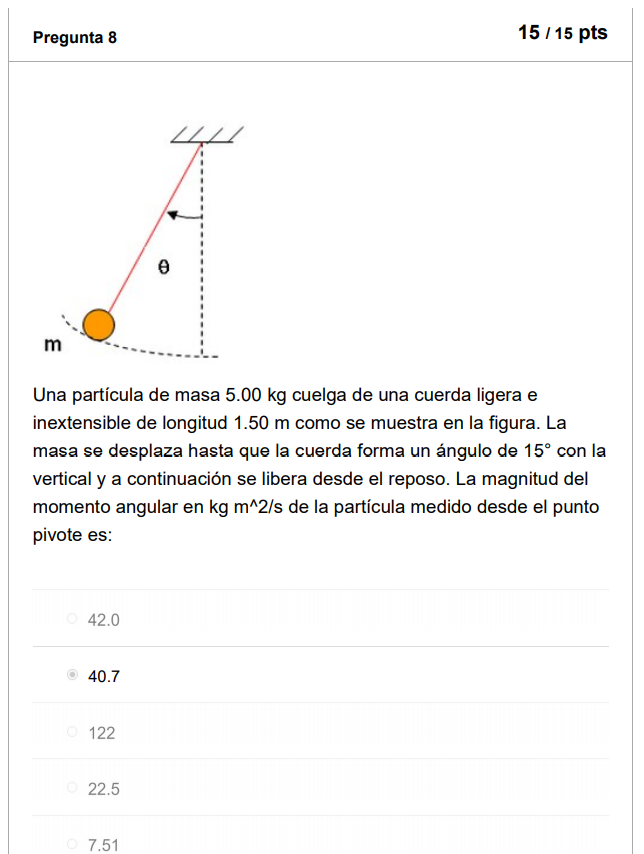 Pregunta 8
15 / 15 pts
θ
m
Una partícula de masa 5.00 kg cuelga de una cuerda ligera e
inextensible de longitud 1.50 m como se muestra en la figura. La
masa se desplaza hasta que la cuerda forma un ángulo de 15° con la
vertical y a continuación se libera desde el reposo. La magnitud del
momento angular en kg m^2/s de la partícula medido desde el punto
pivote es:
42.0
40.7
122
22.5
7.51